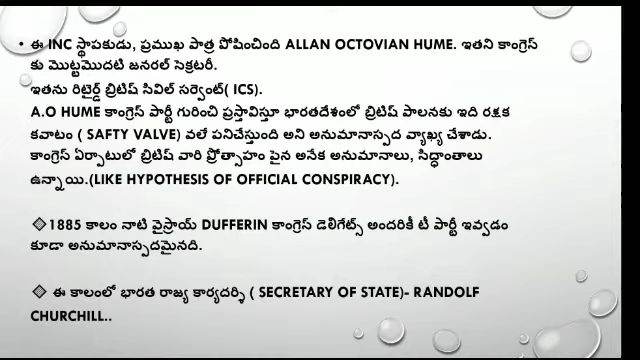 • ఈ INC స్థాపకుడు, ప్రముఖ పాత్ర పోషించింది ALLAN OCTOVIAN HUME. ఇతని కాంగ్రెస్
కు మొట్టమొదటి జనరల్ సెక్రటరీ.
ఇతను రిటైర్డ్ బ్రిటిష్ సివిల్ సర్వెంట్( ICS).
A.O HUME కాంగ్రెస్ పార్టీ గురించి ప్రస్తావిస్తూ భారతదేశంలో బ్రిటిష్ పాలనకు ఇది రక్షక
కవాటం ( SAFTY VALVE) వలే పనిచేస్తుంది అని అనుమానాస్పద వ్యాఖ్య చేశాడు.
కాంగ్రెస్ ఏర్పాటులో బ్రిటిష్ వారి ప్రోత్సాహం పైన అనేక అనుమానాలు, సిద్ధాంతాలు
ఉన్నాయి.(LIKE HYPOTHESIS OF OFFICIAL CONSPIRACY).
❖1885 కాలం నాటి వైస్రాయ్ DUFFERIN కాంగ్రెస్ డెలిగేట్స్ అందరికీ టీ పార్టీ ఇవ్వడం
కూడా అనుమానాస్పదమైనది.
❖ ఈ కాలంలో భారత రాజ్య కార్యదర్శి ( SECRETARY OF STATE)- RANDOLF
CHURCHILL..